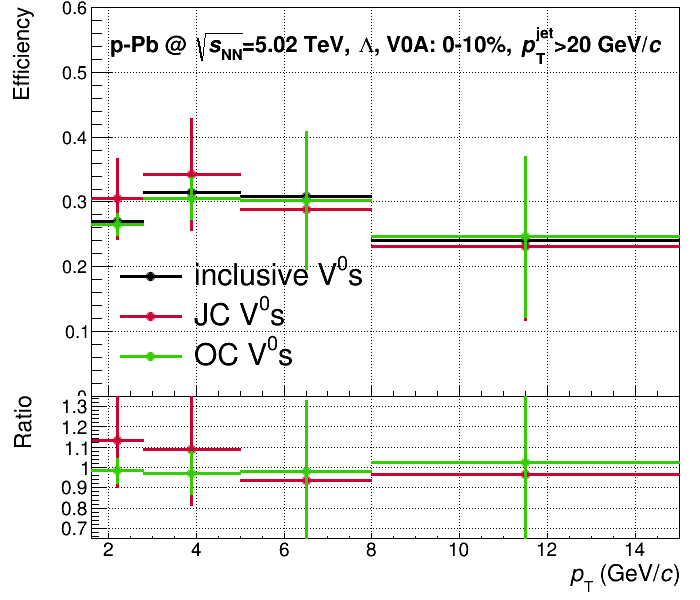 Efficiency
p-Pb @ √s_NN=5.02 TeV, Λ, V0A: 0-10%, p_T^jet>20 GeV/c
0.6
0.5
0.4
0.3
0.2
0.1
0
inclusive V⁰s
JC V⁰s
OC V⁰s
Ratio
1.3
1.2
1.1
1
0.9
0.8
0.7
2 4 6 8 10 12 14
p_T (GeV/c)